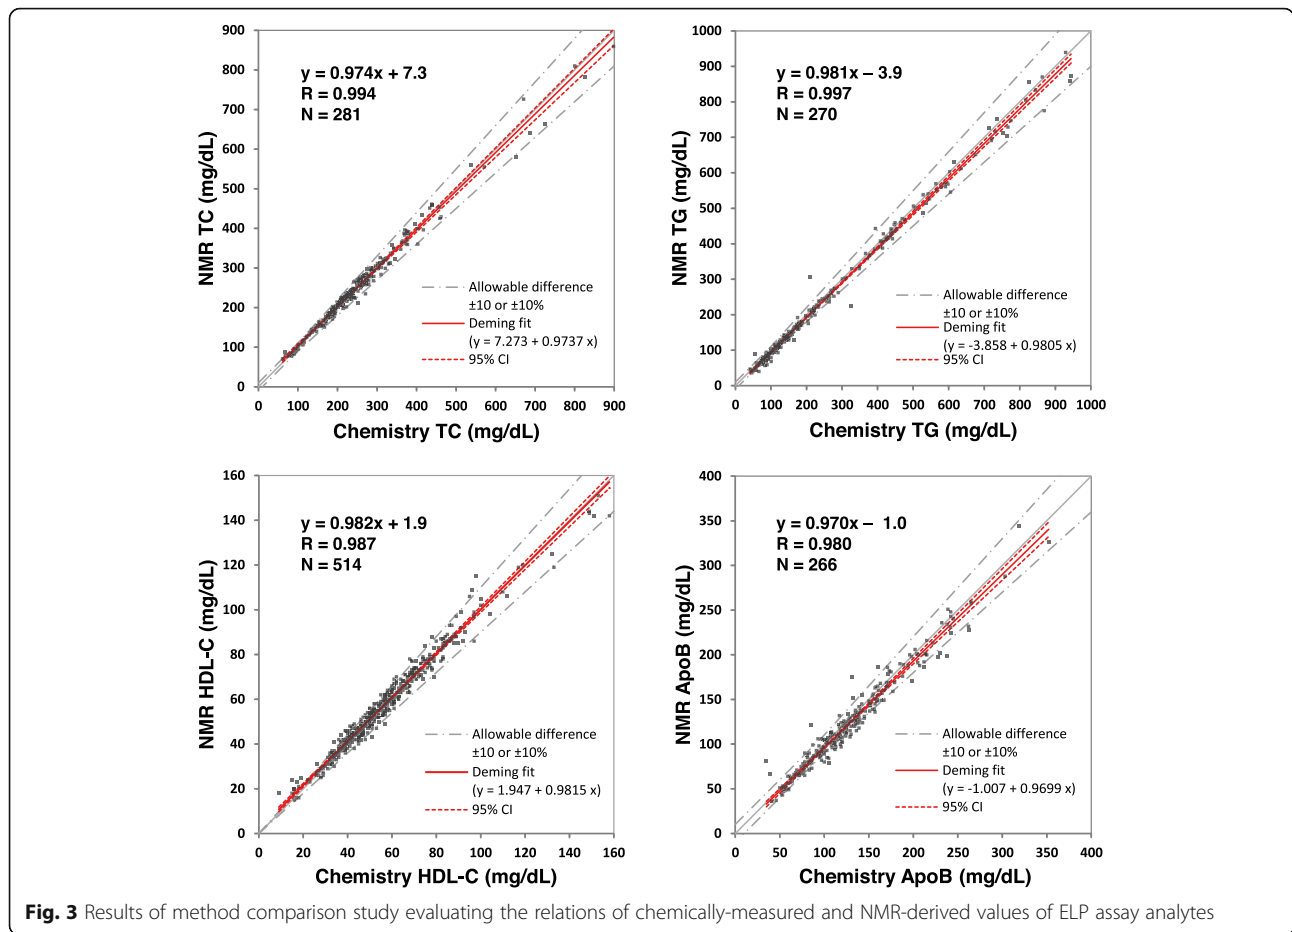 900
800
700
600
500
400
300
200
100
0
NMR TC (mg/dL)
y = 0.974x + 7.3
R = 0.994
N = 281
Allowable difference
±10 or ±10%
Deming fit
(y = 7.273 + 0.9737 x)
95% CI
0 100 200 300 400 500 600 700 800 900
Chemistry TC (mg/dL)
1000
900
800
700
600
500
400
300
200
100
0
NMR TG (mg/dL)
y = 0.981x – 3.9
R = 0.997
N = 270
Allowable difference
±10 or ±10%
Deming fit
(y = -3.858 + 0.9805 x)
95% CI
0 100 200 300 400 500 600 700 800 900 1000
Chemistry TG (mg/dL)
160
140
120
100
80
60
40
20
0
NMR HDL-C (mg/dL)
y = 0.982x + 1.9
R = 0.987
N = 514
Allowable difference
±10 or ±10%
Deming fit
(y = 1.947 + 0.9815 x)
95% CI
0 20 40 60 80 100 120 140 160
Chemistry HDL-C (mg/dL)
400
350
300
250
200
150
100
50
0
NMR ApoB (mg/dL)
y = 0.970x – 1.0
R = 0.980
N = 266
Allowable difference
±10 or ±10%
Deming fit
(y = -1.007 + 0.9699 x)
95% CI
0 50 100 150 200 250 300 350 400
Chemistry ApoB (mg/dL)
Fig. 3 Results of method comparison study evaluating the relations of chemically-measured and NMR-derived values of ELP assay analytes